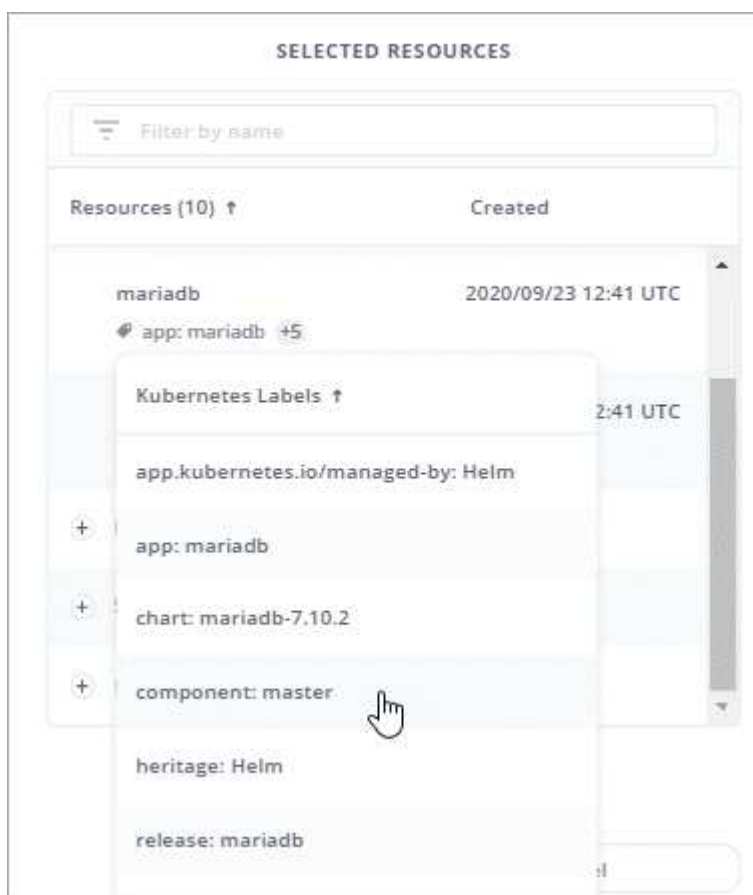 SELECTED RESOURCES
Filter by name
Resources (10) ↑ Created
mariadb 2020/09/23 12:41 UTC
app: mariadb +5
Kubernetes Labels ↑
2:41 UTC
app.kubernetes.io/managed-by: Helm
app: mariadb
chart: mariadb-7.10.2
component: master
heritage: Helm
release: mariadb